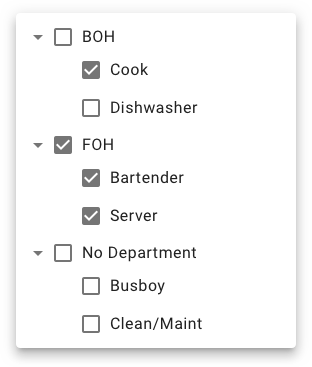 BOH
Cook
Dishwasher
FOH
Bartender
Server
No Department
Busboy
Clean/Maint